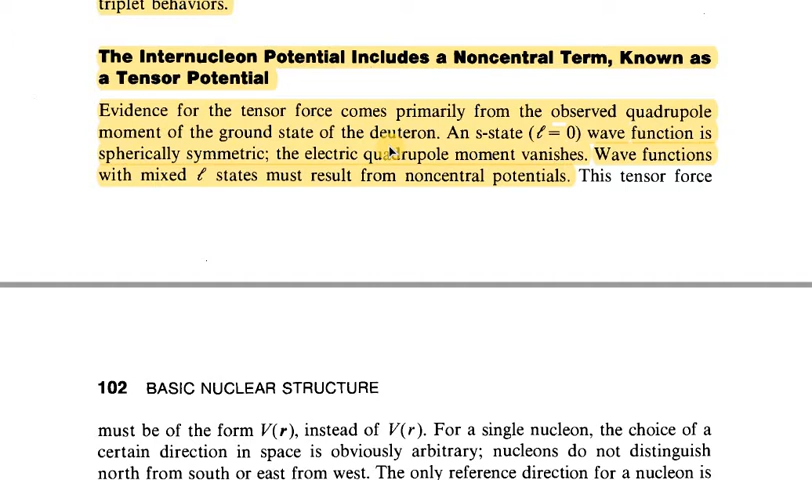 triplet behaviors.
The Internucleon Potential Includes a Noncentral Term, Known as
a Tensor Potential
Evidence for the tensor force comes primarily from the observed quadrupole
moment of the ground state of the deuteron. An s-state (ℓ = 0) wave function is
spherically symmetric; the electric quadrupole moment vanishes. Wave functions
with mixed ℓ states must result from noncentral potentials. This tensor force
102 BASIC NUCLEAR STRUCTURE
must be of the form V(r), instead of V(r). For a single nucleon, the choice of a
certain direction in space is obviously arbitrary; nucleons do not distinguish
north from south or east from west. The only reference direction for a nucleon is